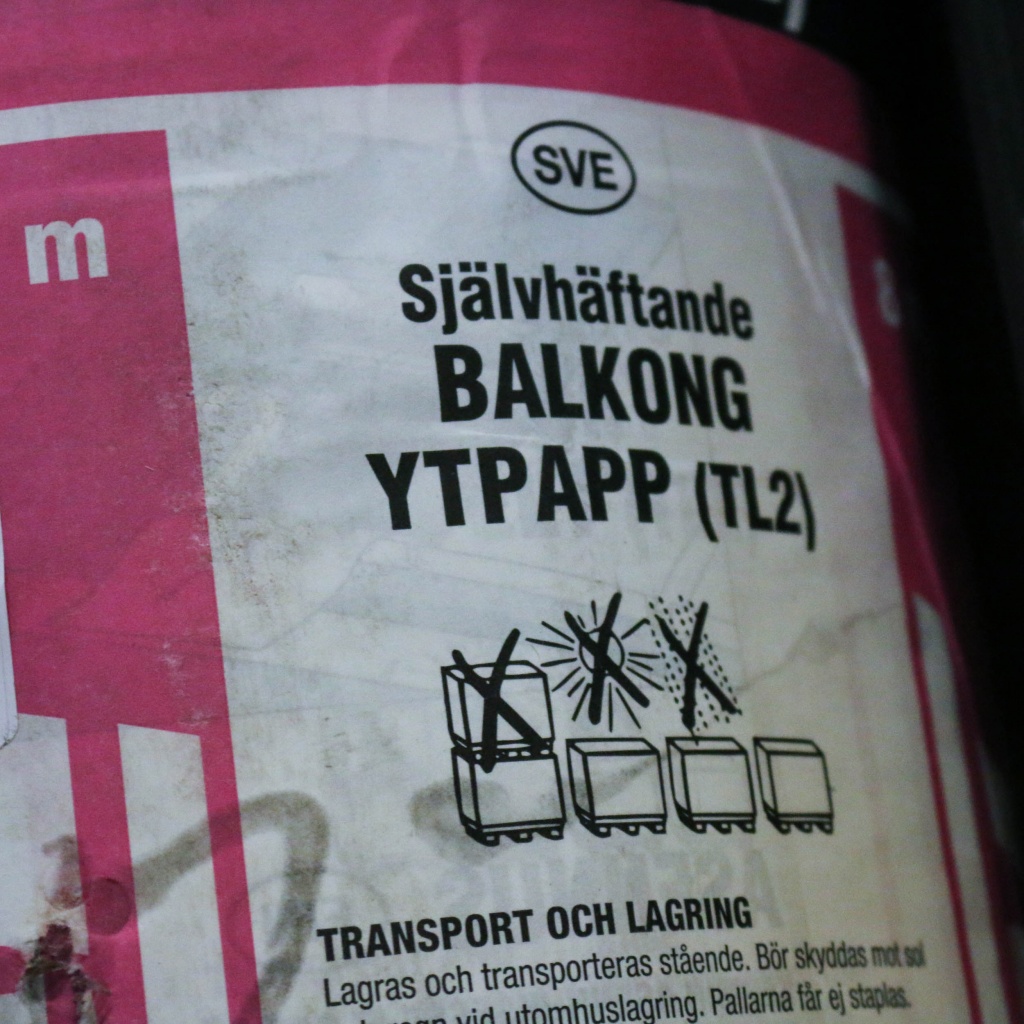 SVE
m
Självhäftande
BALKONG
YTPAPP (TL2)
TRANSPORT OCH LAGRING
Lagras och transporteras stående. Bör skyddas mot sol
vid utomhuslagring. Pallarna får ej staplas.